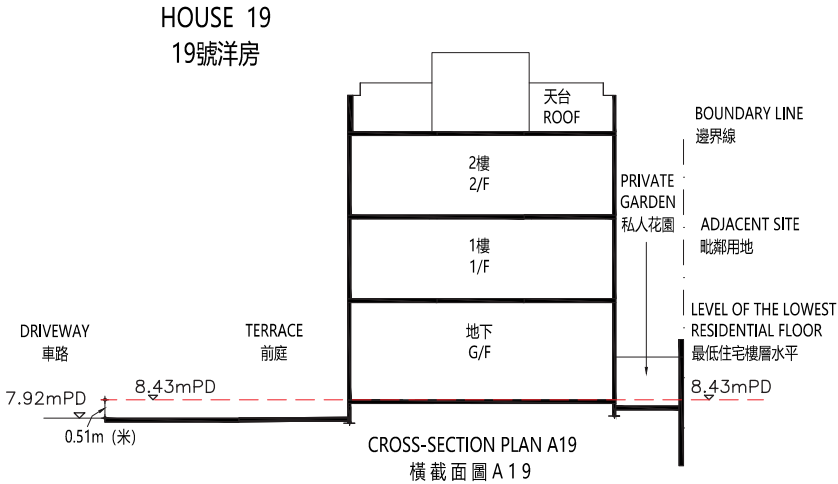 HOUSE 19
19號洋房
天台
ROOF
BOUNDARY LINE
邊界線
2樓
2/F
PRIVATE
GARDEN
私人花園
ADJACENT SITE
毗鄰用地
1樓
1/F
LEVEL OF THE LOWEST
RESIDENTIAL FLOOR
最低住宅樓層水平
DRIVEWAY
車路
TERRACE
前庭
地下
G/F
7.92mPD
8.43mPD
8.43mPD
0.51m (米)
CROSS-SECTION PLAN A19
橫截面圖A19